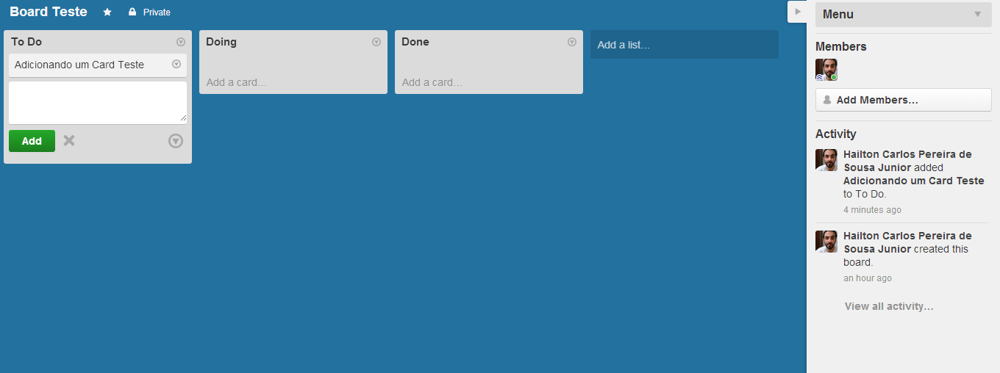 Board Teste
Private
To Do
Adicionando um Card Teste
Add
Doing
Add a card…
Done
Add a card…
Add a list…
Menu
Members
Add Members…
Activity
Hailton Carlos Pereira de
Sousa Junior added
Adicionando um Card Teste
to To Do.
4 minutes ago
Hailton Carlos Pereira de
Sousa Junior created this
board.
an hour ago
View all activity…